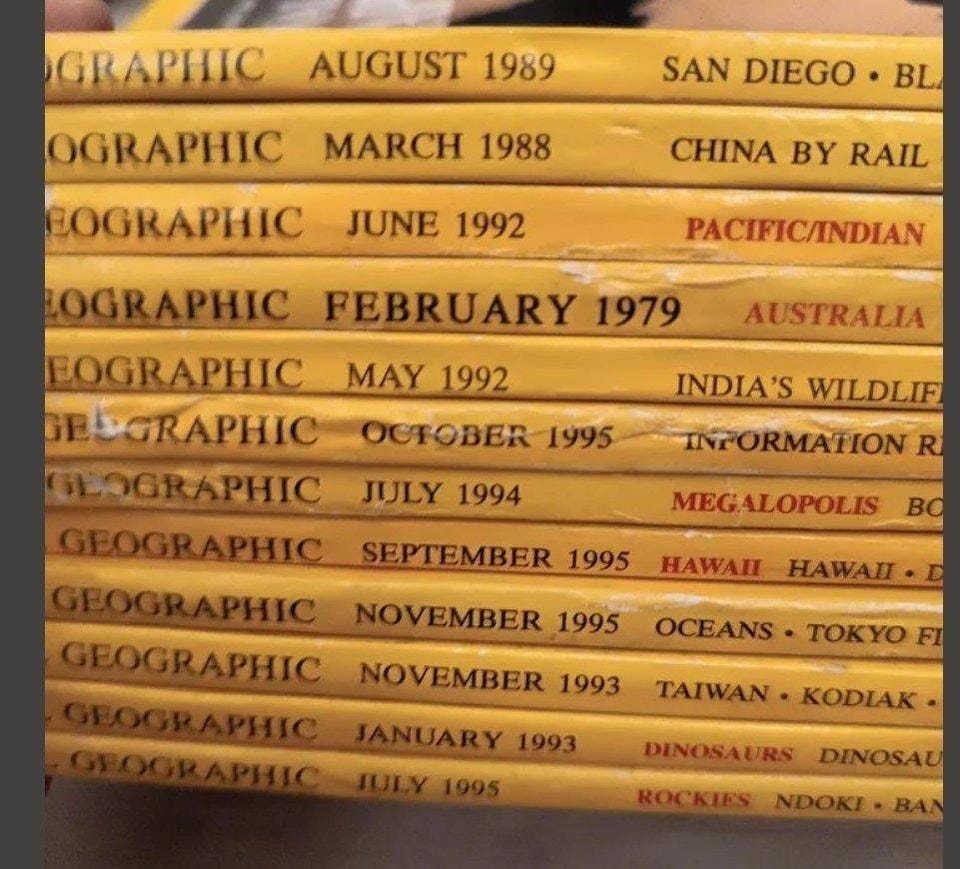 OGRAPHIC AUGUST 1989 SAN DIEGO • BLA
OGRAPHIC MARCH 1988 CHINA BY RAIL
EOGRAPHIC JUNE 1992 PACIFIC/INDIAN
EOGRAPHIC FEBRUARY 1979 AUSTRALIA
EOGRAPHIC MAY 1992 INDIA'S WILDLIF
GEOGRAPHIC OCTOBER 1995 INFORMATION R
GEOGRAPHIC JULY 1994 MEGALOPOLIS BO
GEOGRAPHIC SEPTEMBER 1995 HAWAII HAWAII • D
GEOGRAPHIC NOVEMBER 1995 OCEANS • TOKYO FI
GEOGRAPHIC NOVEMBER 1993 TAIWAN • KODIAK •
GEOGRAPHIC JANUARY 1993 DINOSAURS DINOSAU
GEOGRAPHIC JULY 1995 ROCKIES NDOKI • BAN